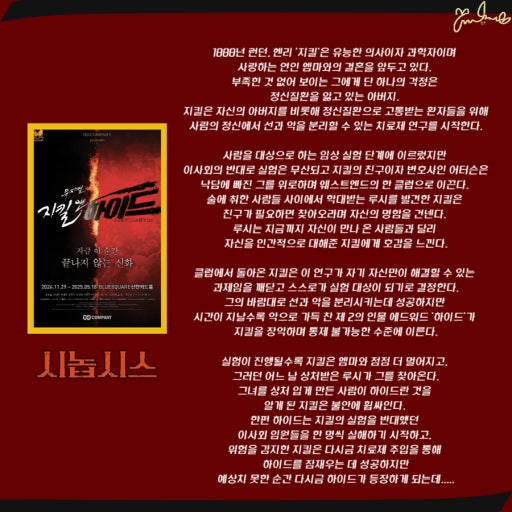 1888년 런던, 헨리 '지킬'은 유능한 의사이자 과학자이며
사랑하는 연인 엠마와의 결혼을 앞두고 있다.
부족한 것 없어 보이는 그에게 단 하나의 걱정은
정신질환을 앓고 있는 아버지.
지킬은 자신의 아버지를 비롯해 정신질환으로 고통받는 환자들을 위해
사람의 정신에서 선과 악을 분리할 수 있는 치료제 연구를 시작한다.
사람을 대상으로 하는 임상 실험 단계에 이르렀지만
이사회의 반대로 실험은 무산되고 지킬의 친구이자 변호사인 어터슨은
낙담에 빠진 그를 위로하며 웨스트엔드의 한 클럽으로 이끈다.
술에 취한 사람들 사이에서 학대받는 루시를 발견한 지킬은
친구가 필요하면 찾아오라며 자신의 명함을 건넨다.
루시는 지금까지 자신이 만나 온 사람들과 달리
자신을 인간적으로 대해준 지킬에게 호감을 느낀다.
클럽에서 돌아온 지킬은 이 연구가 자기 자신만이 해결할 수 있는
과제임을 깨닫고 스스로가 실험 대상이 되기로 결정한다.
그의 바람대로 선과 악을 분리시키는데 성공하지만
시간이 지날수록 악으로 가득 찬 제 2의 인물 에드워드 '하이드'가
지킬을 장악하며 통제 불가능한 수준에 이른다.
실험이 진행될수록 지킬은 엠마와 점점 더 멀어지고,
그러던 어느 날 상처받은 루시가 그를 찾아온다.
그녀를 상처 입게 만든 사람이 하이드란 것을
알게 된 지킬은 불안에 휩싸인다.
한편 하이드는 지킬의 실험을 반대했던
이사회 임원들을 한 명씩 살해하기 시작하고,
위험을 감지한 지킬은 다시금 치료제 주입을 통해
하이드를 잠재우는 데 성공하지만
예상치 못한 순간 다시금 하이드가 등장하게 되는데.....
뮤지컬
지킬앤하이드
지금 이 순간,
끝나지 않는 신화
2024.11.29 - 2025.05.18 BLUESQUARE 신한카드홀
OD COMPANY
시놉시스